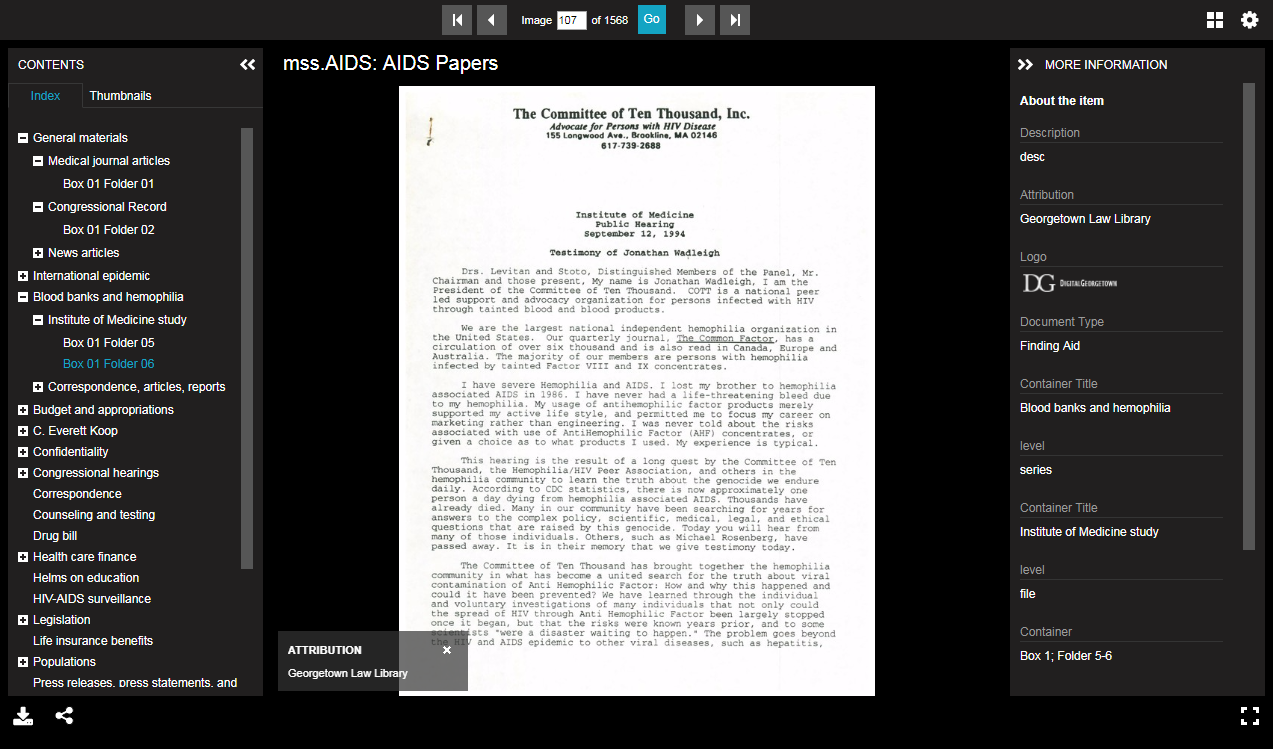 Image 107 of 1568 Go
CONTENTS
Index Thumbnails
General materials
Medical journal articles
Box 01 Folder 01
Congressional Record
Box 01 Folder 02
News articles
International epidemic
Blood banks and hemophilia
Institute of Medicine study
Box 01 Folder 05
Box 01 Folder 06
Correspondence, articles, reports
Budget and appropriations
C. Everett Koop
Confidentiality
Congressional hearings
Correspondence
Counseling and testing
Drug bill
Health care finance
Helms on education
HIV-AIDS surveillance
Legislation
Life insurance benefits
Populations
Press releases, press statements, and
mss.AIDS: AIDS Papers
The Committee of Ten Thousand, Inc.
Advocate for Persons with HIV Disease
155 Longwood Ave., Brookline, MA 02146
617-739-2688
Institute of Medicine
Public Hearing
September 12, 1994
Testimony of Jonathan Wadleigh
Drs. Levitan and Stoto, Distinguished Members of the Panel, Mr.
Chairman and those present, My name is Jonathan Wadleigh, I am the
President of the Committee of Ten Thousand. COTT is a national peer
led support and advocacy organization for persons infected with HIV
through tainted blood and blood products.
We are the largest national independent hemophilia organization in
the United States. Our quarterly journal, The Common Factor, has a
circulation of over six thousand and is also read in Canada, Europe and
Australia. The majority of our members are persons with hemophilia
infected by tainted Factor VIII and IX concentrates.
I have severe Hemophilia and AIDS. I lost my brother to hemophilia
associated AIDS in 1986. I have never had a life-threatening bleed due
to my hemophilia. My usage of antihemophilic factor products merely
supported my active life style, and permitted me to focus my career on
marketing rather than engineering. I was never told about the risks
associated with use of AntiHemophilic Factor (AHF) concentrates, or
given a choice as to what products I used. My experience is typical.
This hearing is the result of a long quest by the Committee of Ten
Thousand, the Hemophilia/HIV Peer Association, and others in the
hemophilia community to learn the truth about the genocide we endure
daily. According to CDC statistics, there is now approximately one
person a day dying from hemophilia associated AIDS. Thousands have
already died. Many in our community have been searching for years for
answers to the complex policy, scientific, medical, legal, and ethical
questions that are raised by this genocide. Today you will hear from
many of those individuals. Others, such as Michael Rosenberg, have
passed away. It is in their memory that we give testimony today.
The Committee of Ten Thousand has brought together the hemophilia
community in what has become a united search for the truth about viral
contamination of Anti Hemophilic Factor: How and why this happened and
could it have been prevented? We have learned through the individual
and voluntary investigations of many individuals that not only could
the spread of HIV through Anti Hemophilic Factor been largely stopped
once it began, but that the risks were known years prior, and to some
scientists "were a disaster waiting to happen." The problem goes beyond
the HIV and AIDS epidemic to other viral diseases, such as hepatitis,
ATTRIBUTION
Georgetown Law Library
MORE INFORMATION
About the item
Description
desc
Attribution
Georgetown Law Library
Logo
DG DIGITALGEORGETOWN
Document Type
Finding Aid
Container Title
Blood banks and hemophilia
level
series
Container Title
Institute of Medicine study
level
file
Container
Box 1; Folder 5-6